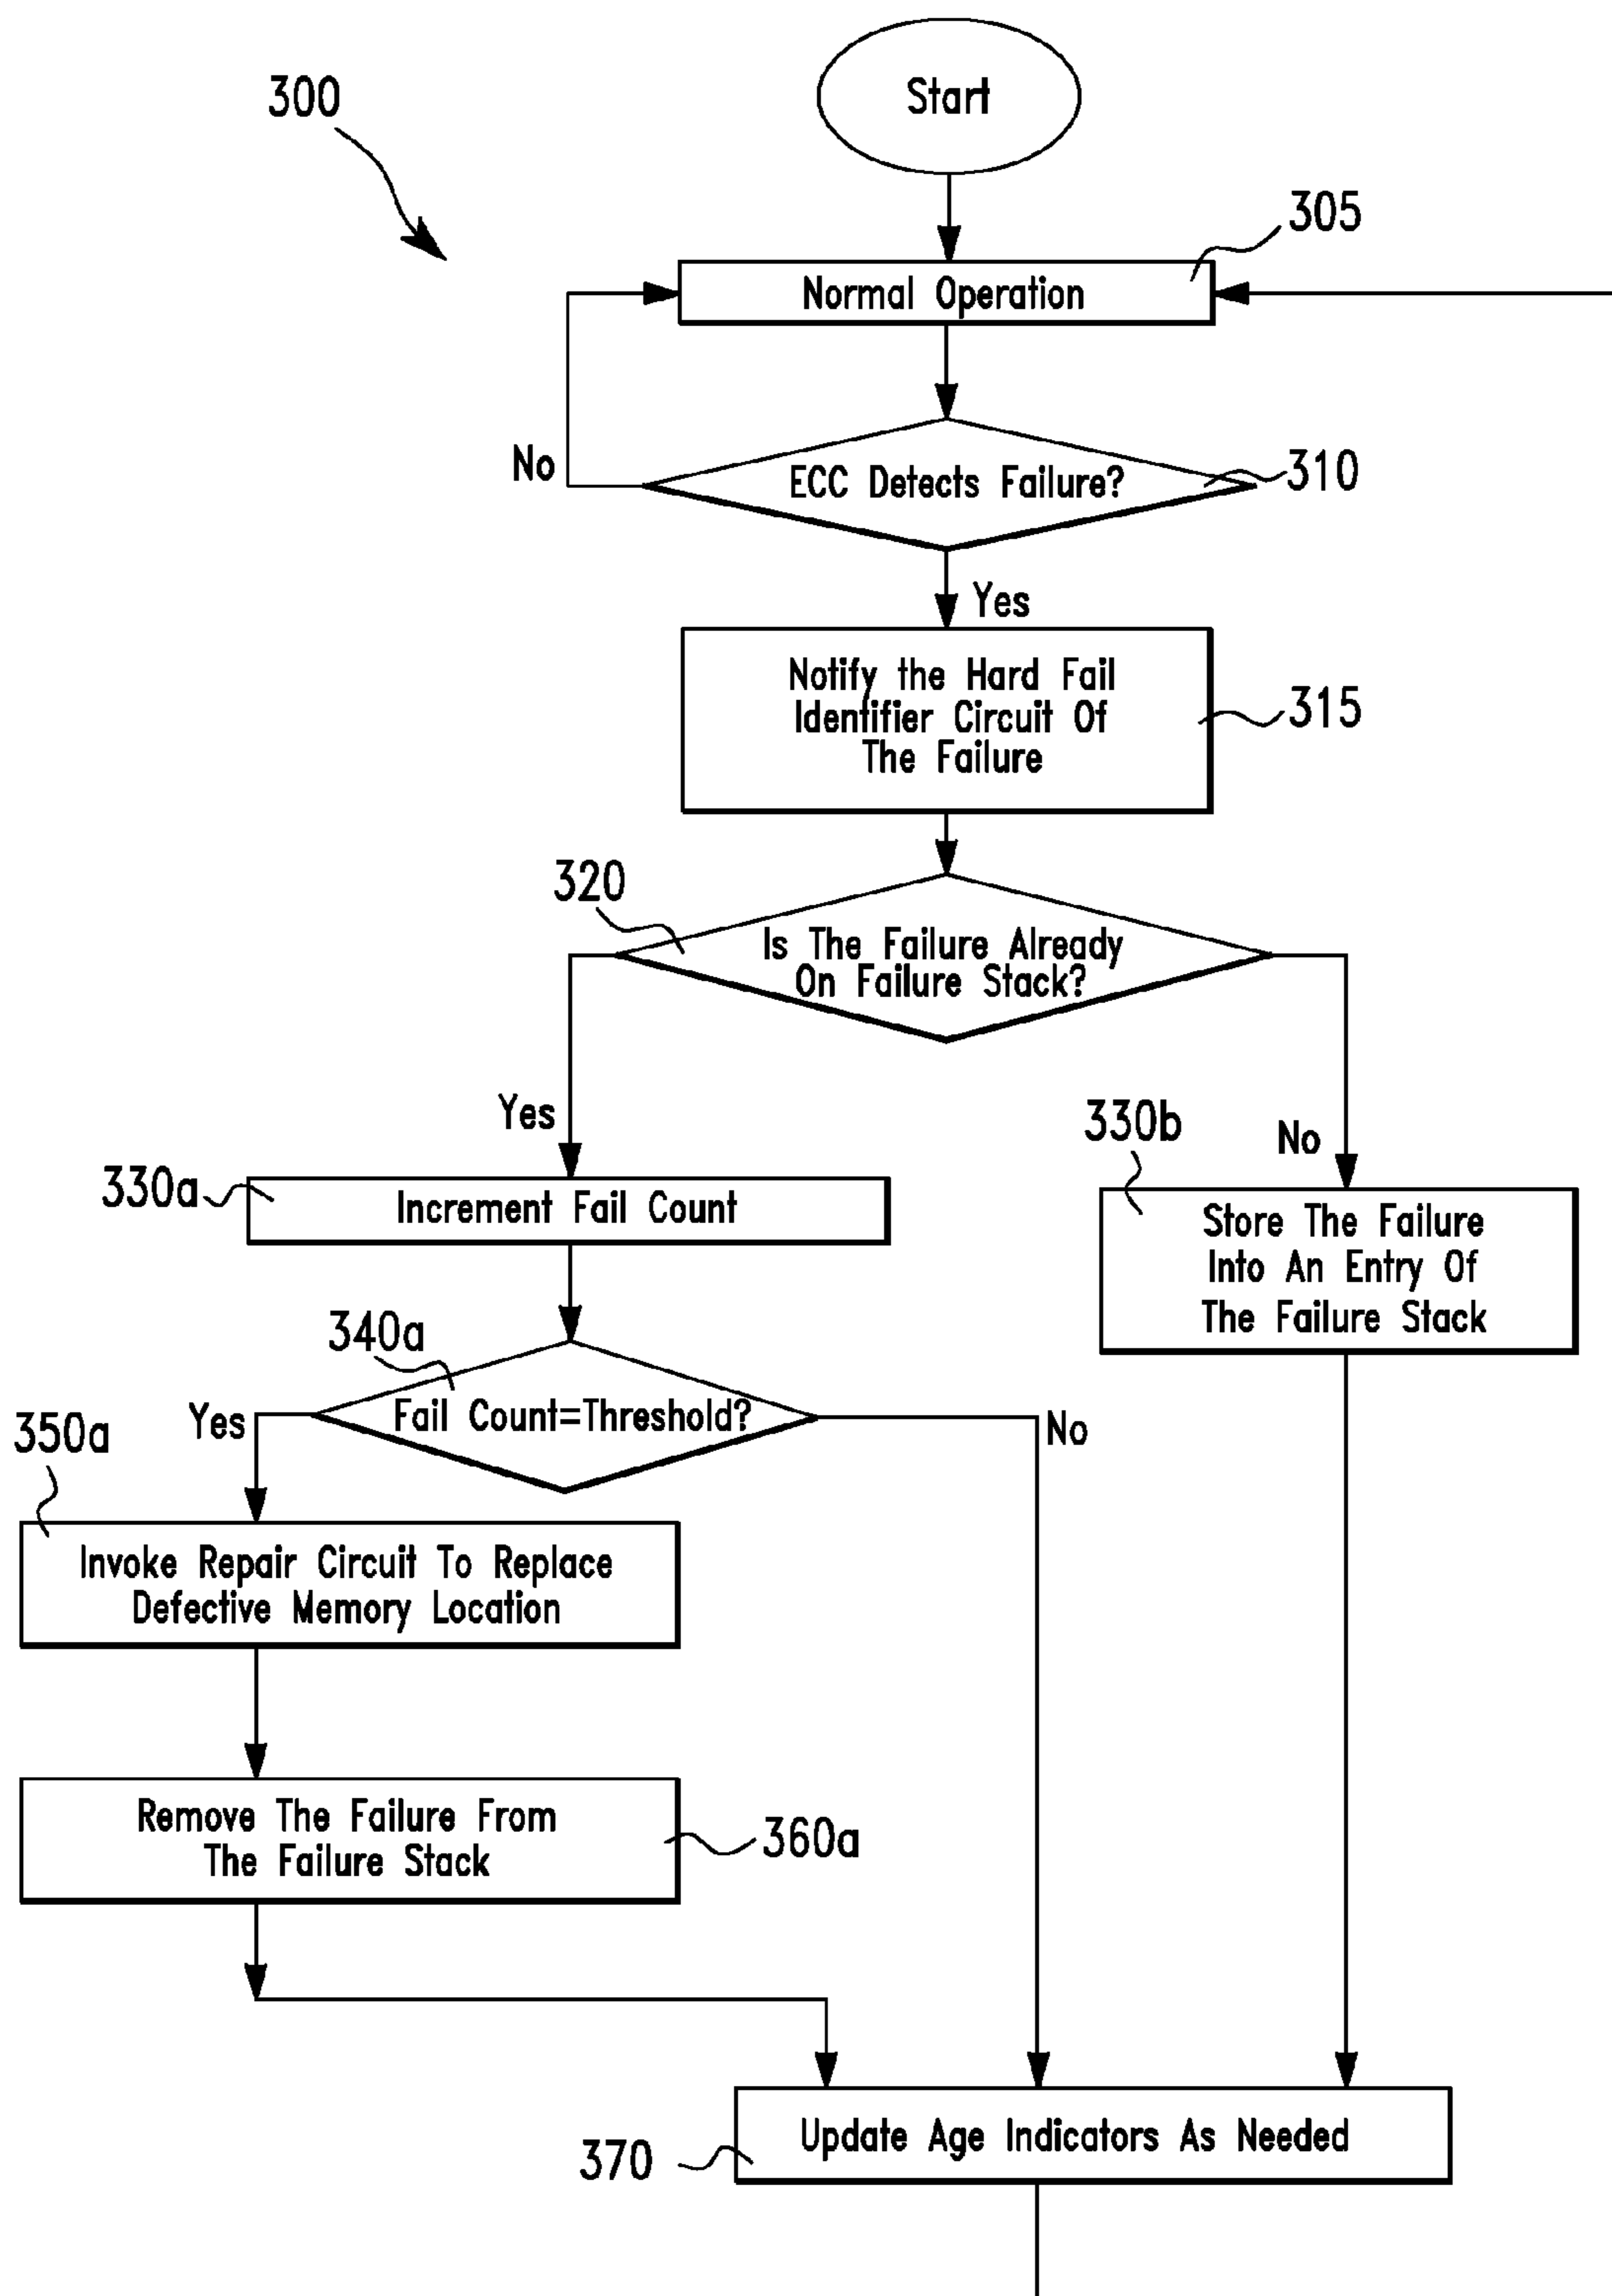 300
Start
305
Normal Operation
No
ECC Detects Failure?
310
Yes
Notify the Hard Fail
Identifier Circuit Of
The Failure
315
320
Is The Failure Already
On Failure Stack?
Yes
330b
No
330a
Increment Fail Count
Store The Failure
Into An Entry Of
The Failure Stack
340a
Fail Count=Threshold?
Yes
No
350a
Invoke Repair Circuit To Replace
Defective Memory Location
Remove The Failure From
The Failure Stack
360a
Update Age Indicators As Needed
370